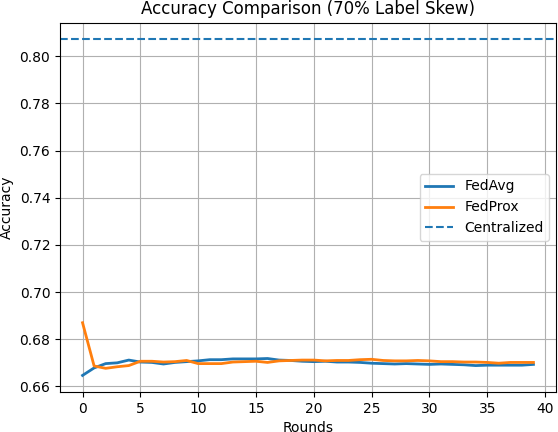 Accuracy Comparison (70% Label Skew)
0.80
0.78
0.76
0.74
0.72
0.70
0.68
0.66
Accuracy
FedAvg
FedProx
Centralized
0 5 10 15 20 25 30 35 40
Rounds